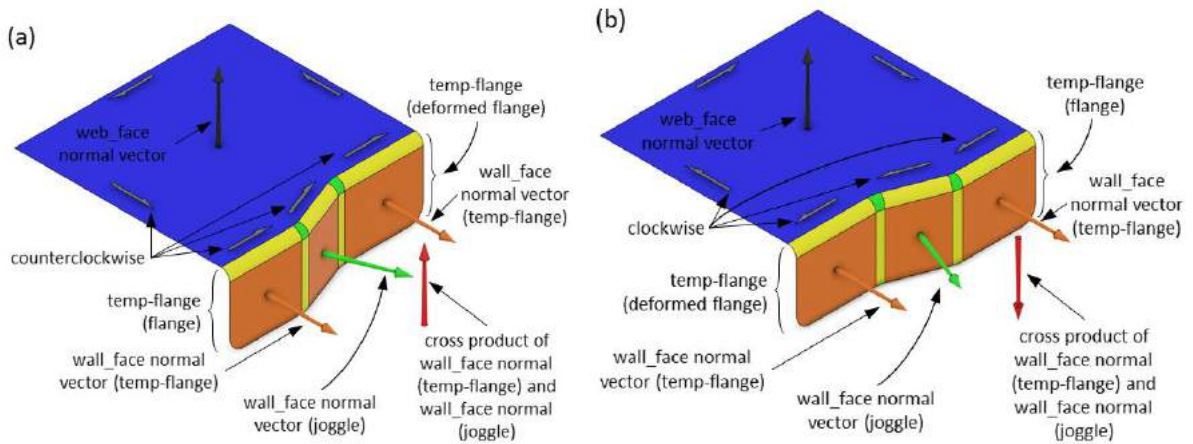 (a)
temp-flange
(deformed flange)
web_face
normal vector
wall_face
normal vector
(temp-flange)
counterclockwise
temp-flange
(flange)
wall_face normal
vector (temp-flange)
wall_face normal
vector (joggle)
cross product of
wall_face normal
(temp-flange) and
wall_face normal
(joggle)
(b)
temp-flange
(flange)
web_face
normal vector
wall_face
normal vector
(temp-flange)
clockwise
temp-flange
(deformed flange)
wall_face normal
vector (temp-flange)
wall_face normal
vector (joggle)
cross product of
wall_face normal
(temp-flange) and
wall_face normal
(joggle)